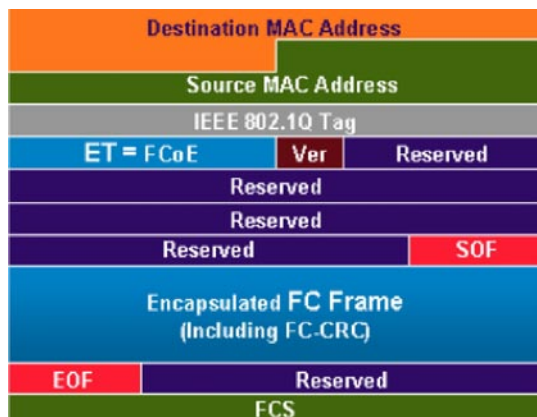 Destination MAC Address
Source MAC Address
IEEE 802.1Q Tag
ET = FCoE Ver Reserved
Reserved
Reserved
Reserved SOF
Encapsulated FC Frame
(Including FC-CRC)
EOF Reserved
FCS